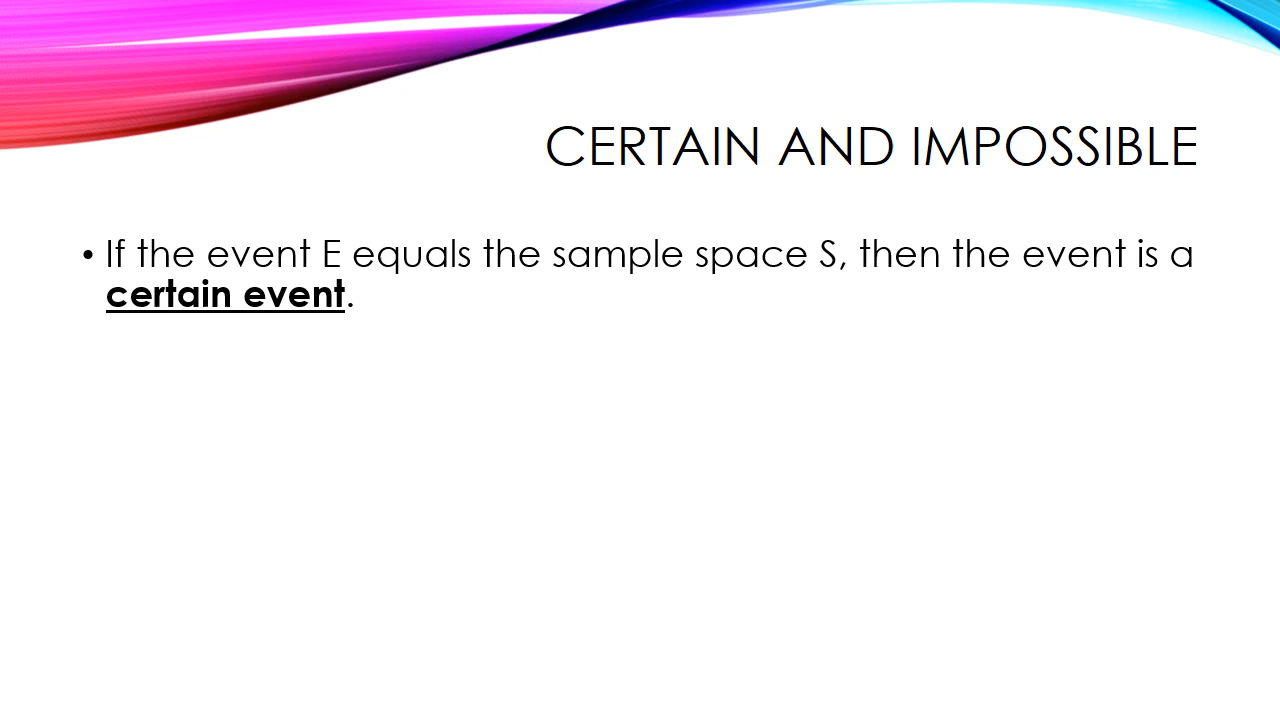 CERTAIN AND IMPOSSIBLE
• If the event E equals the sample space S, then the event is a
certain event.